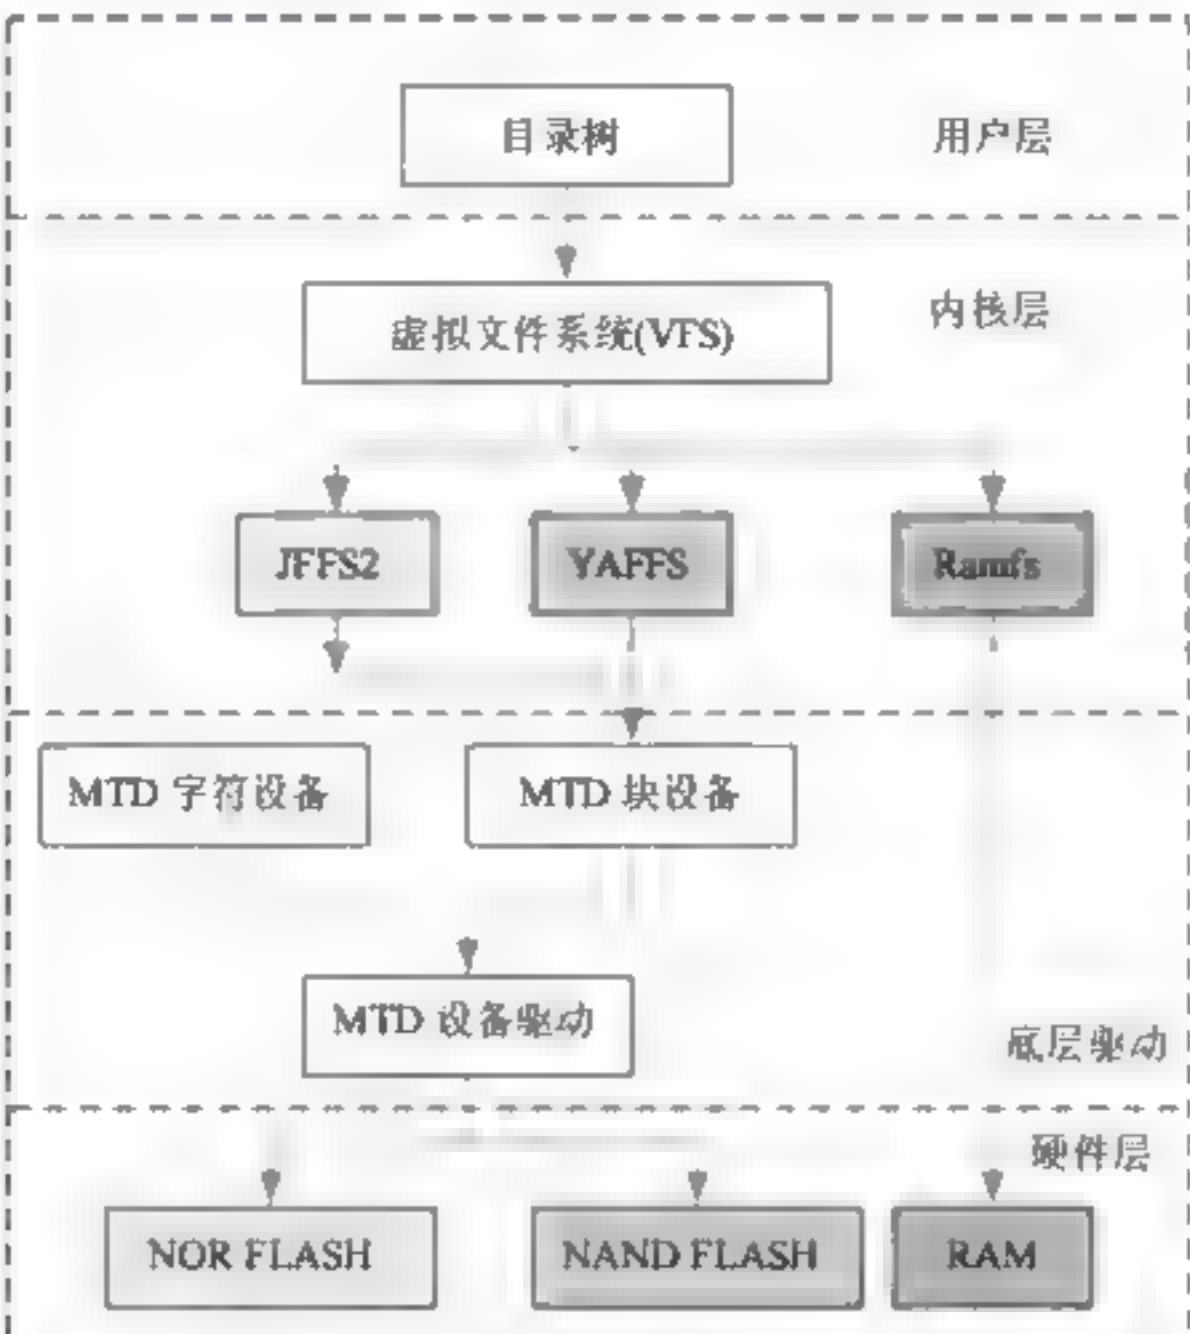 目录树
用户层
内核层
虚拟文件系统(VFS)
JFFS2
YAFFS
Ramfs
MTD 字符设备
MTD 块设备
MTD 设备驱动
底层驱动
硬件层
NOR FLASH
NAND FLASH
RAM